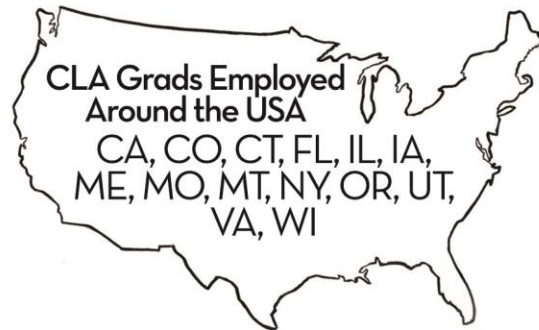 CLA Grads Employed
Around the USA
CA, CO, CT, FL, IL, IA,
ME, MO, MT, NY, OR, UT,
VA, WI